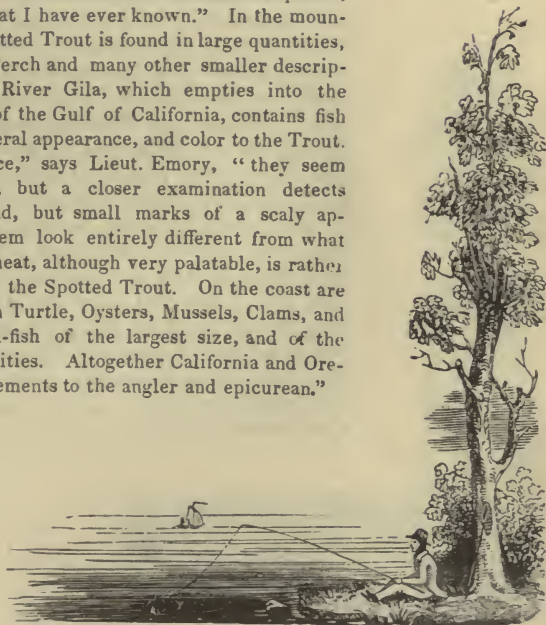 at I have ever known.” In the moun-
tted Trout is found in large quantities,
erch and many other smaller descrip-
River Gila, which empties into the
of the Gulf of California, contains fish
eral appearance, and color to the Trout.
ce,” says Lieut. Emory, “ they seem
, but a closer examination detects
d, but small marks of a scaly ap-
em look entirely different from what
neat, although very palatable, is rather
the Spotted Trout. On the coast are
n Turtle, Oysters, Mussels, Clams, and
-fish of the largest size, and of the
ities. Altogether California and Ore-
ements to the angler and epicurean.”